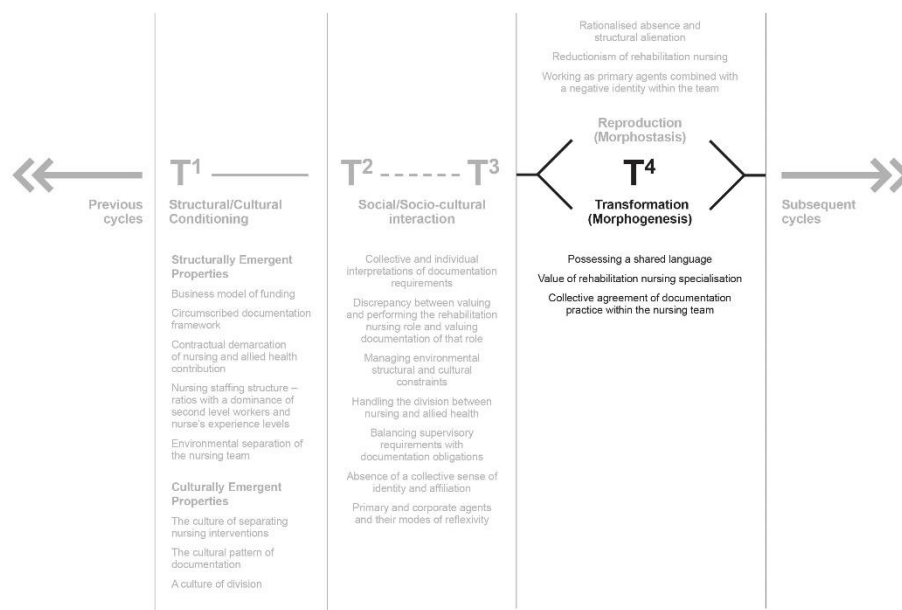 Previous
cycles
T1
Structural/Cultural
Conditioning
Structurally Emergent
Properties
Business model of funding
Circumscribed documentation
framework
Contractual demarcation
of nursing and allied health
contribution
Nursing staffing structure –
ratios with a dominance of
second level workers and
nurse's experience levels
Environmental separation of
the nursing team
Culturally Emergent
Properties
The culture of separating
nursing interventions
The cultural pattern of
documentation
A culture of division
T2
T3
Social/Socio-cultural
interaction
Collective and individual
interpretations of documentation
requirements
Discrepancy between valuing
and performing the rehabilitation
nursing role and valuing
documentation of that role
Managing environmental
structural and cultural
constraints
Handling the division between
nursing and allied health
Balancing supervisory
requirements with
documentation obligations
Absence of a collective sense of
identity and affiliation
Primary and corporate agents
and their modes of reflexivity
Rationalised absence and
structural alienation
Reductionism of rehabilitation nursing
Working as primary agents combined with
a negative identity within the team
Reproduction
(Morphostasis)
T4
Transformation
(Morphogenesis)
Possessing a shared language
Value of rehabilitation nursing specialisation
Collective agreement of documentation
practice within the nursing team
Subsequent
cycles